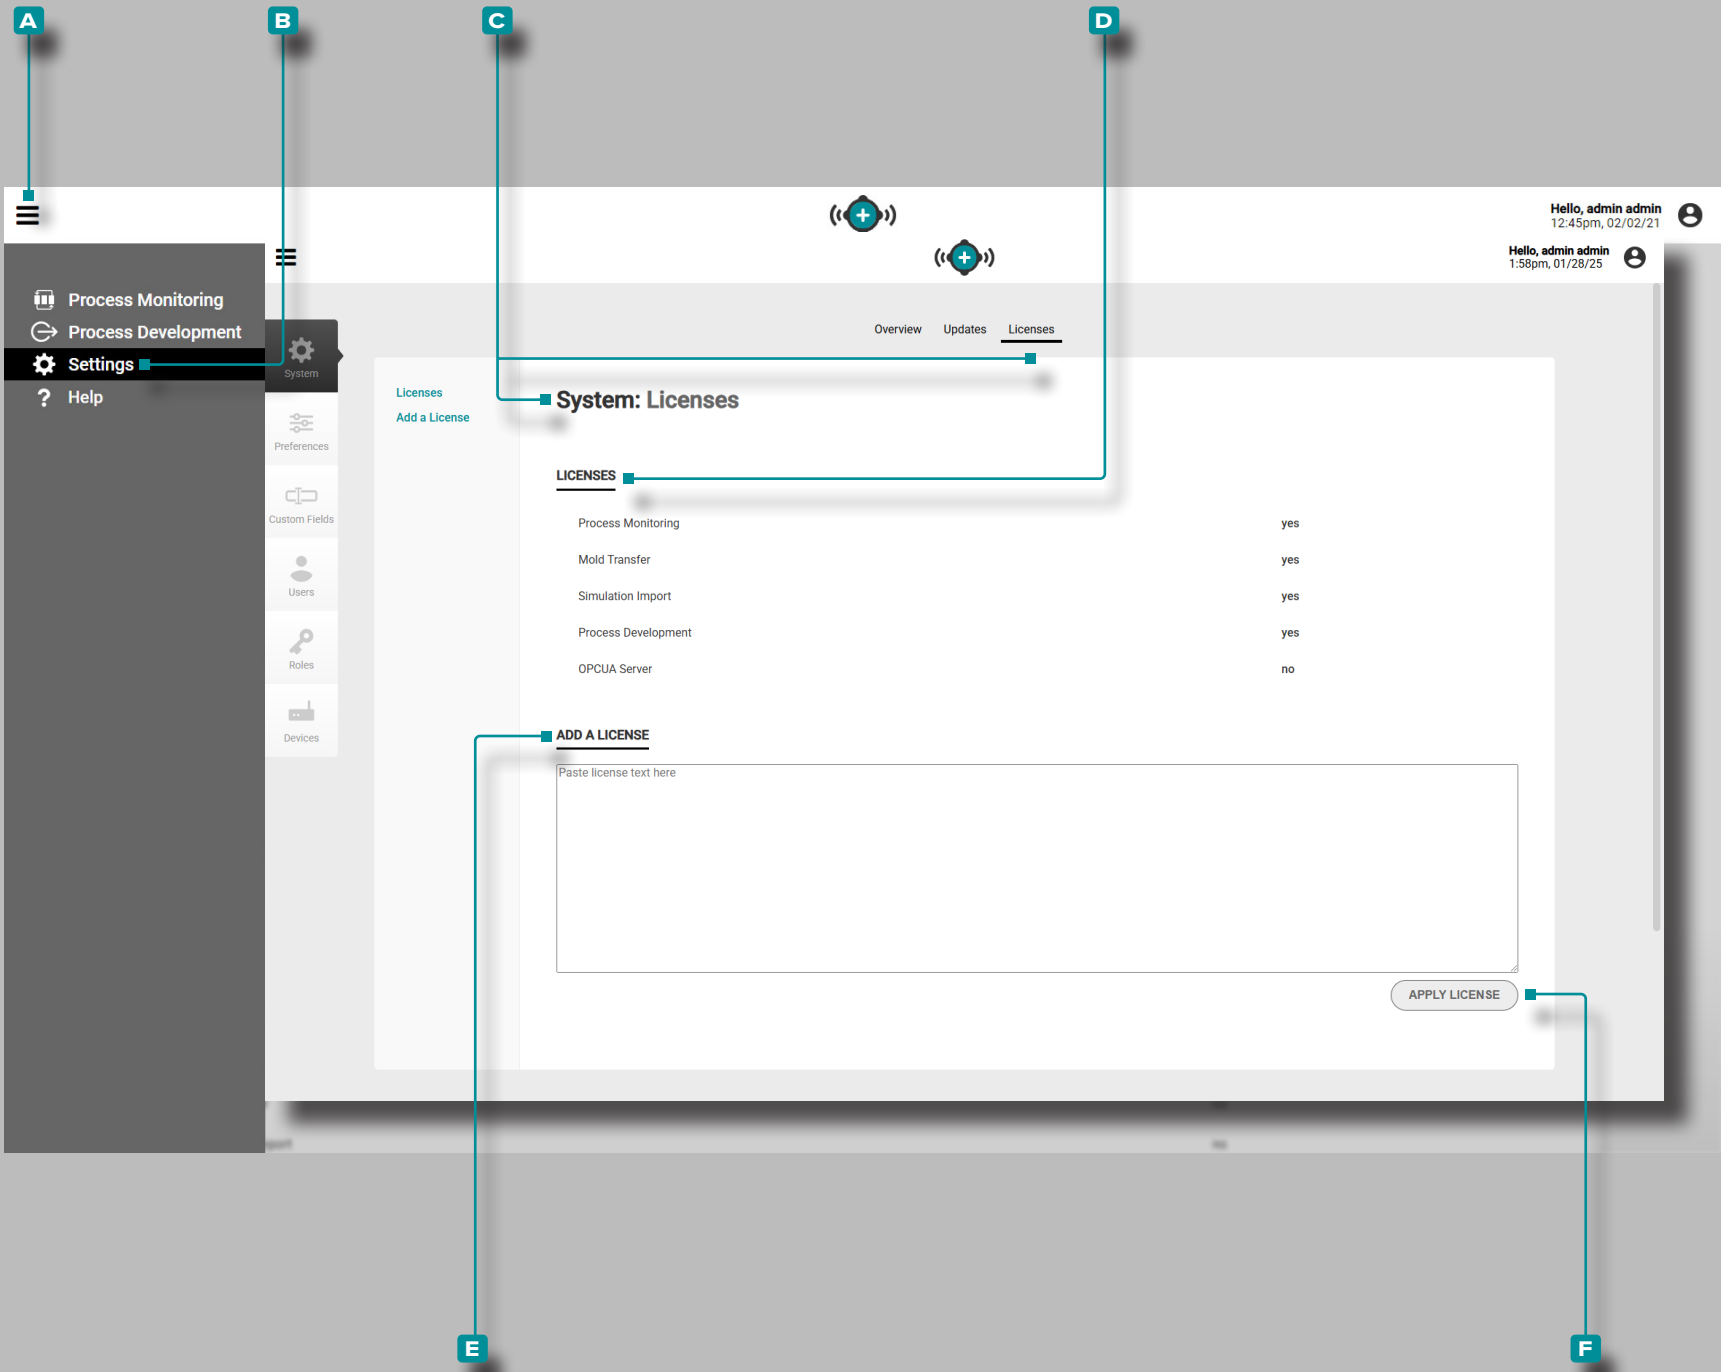 A
B
C
D
Hello, admin admin
12:45pm, 02/02/21
Hello, admin admin
1:58pm, 01/28/25
Process Monitoring
Process Development
Settings
? Help
System
Preferences
Custom Fields
Users
Roles
Devices
Overview Updates Licenses
Licenses
Add a License
System: Licenses
LICENSES
Process Monitoring yes
Mold Transfer yes
Simulation Import yes
Process Development yes
OPCUA Server no
ADD A LICENSE
Paste license text here
APPLY LICENSE
E
F